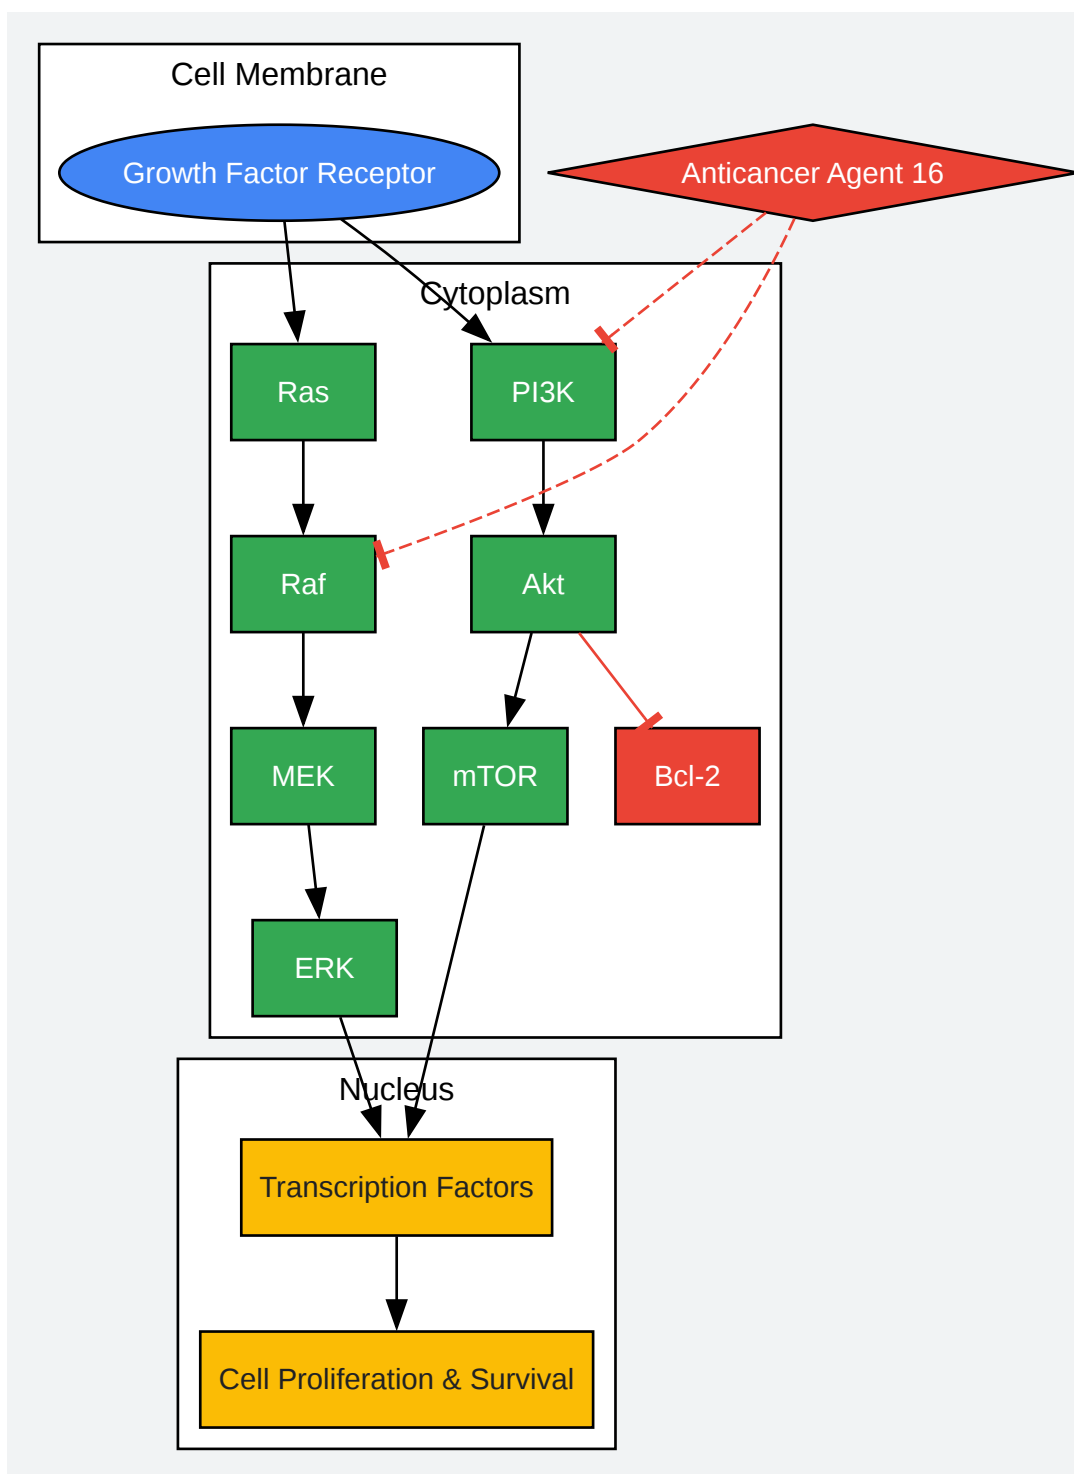 Cell Membrane
Growth Factor Receptor
Anticancer Agent 16
Cytoplasm
Ras
PI3K
Raf
Akt
MEK
mTOR
Bcl-2
ERK
Nucleus
Transcription Factors
Cell Proliferation & Survival